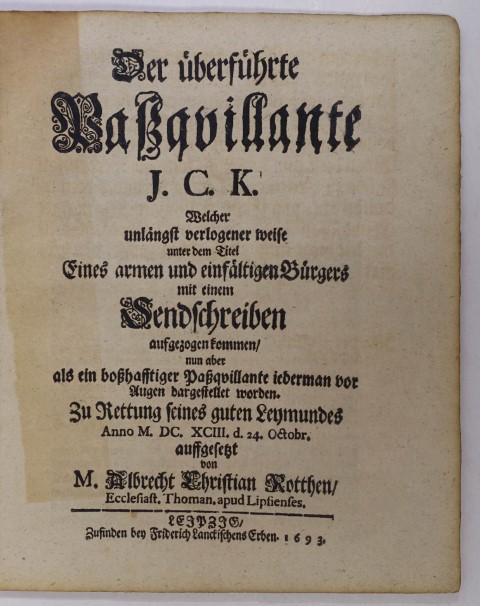 Der überführte
Paßqvillante
J. C. K.
Welcher
unlängst verlogener weise
unter dem Titel
Eines armen und einfältigen Bürgers
mit einem
Sendschreiben
aufgezogen kommen/
nun aber
als ein boßhafftiger Paßqvillante iederman vor
Augen dargestellet worden.
Zu Rettung seines guten Leymundes
Anno M. DC. XCIII. d. 24. Octobr.
auffgesetzt
von
M. Albrecht Christian Rotthen/
Ecclesiast. Thoman. apud Lipsienses.
LEIPZIG/
Zufinden bey Friderich Lanckischens Erben. 1693.